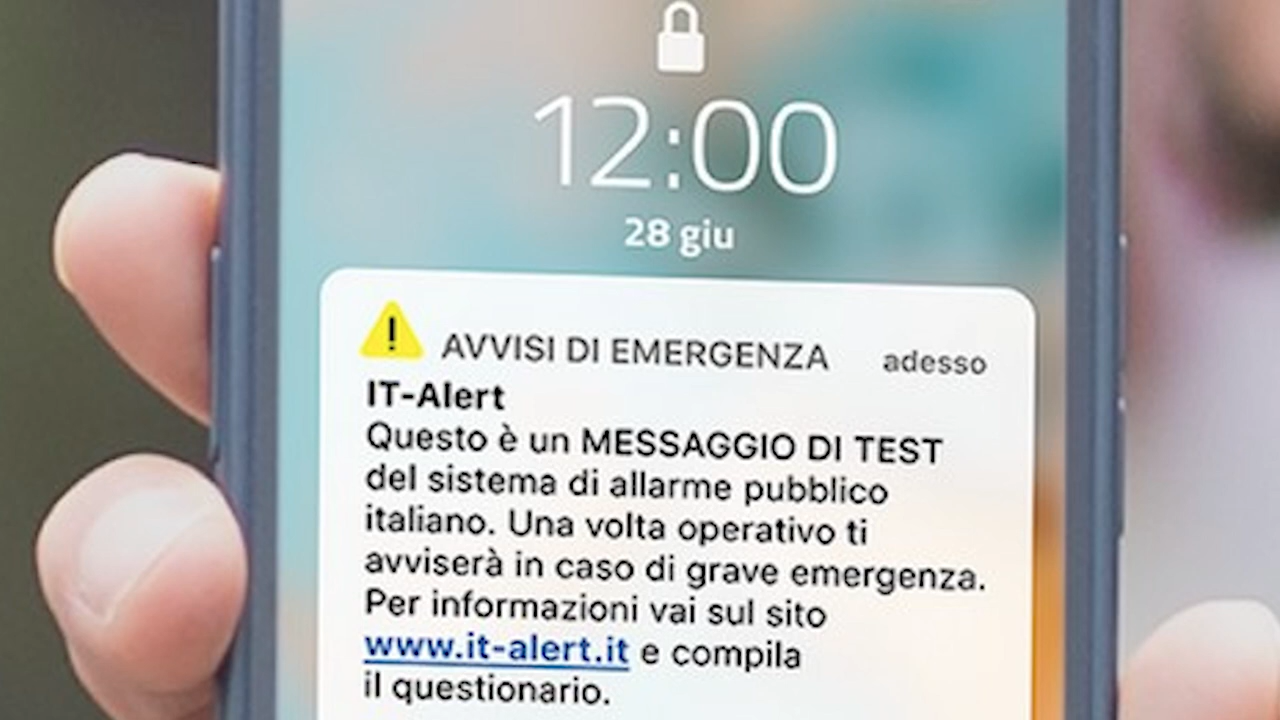 12:00
28 giu
AVVISI DI EMERGENZA adesso
IT-Alert
Questo è un MESSAGGIO DI TEST
del sistema di allarme pubblico
italiano. Una volta operativo ti
avviserà in caso di grave emergenza.
Per informazioni vai sul sito
www.it-alert.it e compila
il questionario.